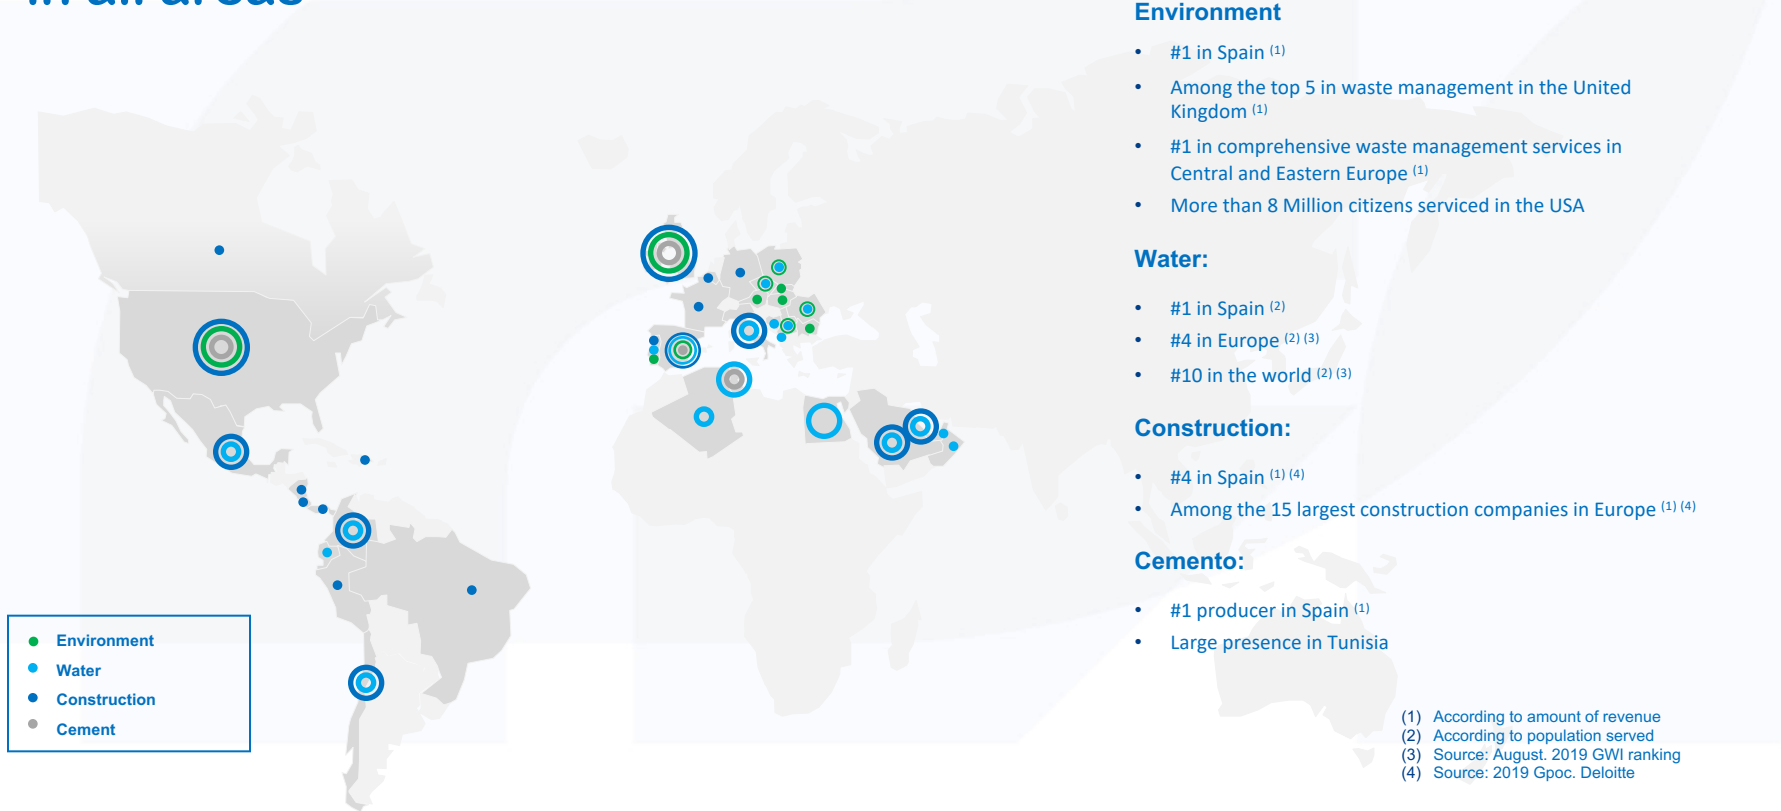 in all areas
Environment
• #1 in Spain (1)
• Among the top 5 in waste management in the United
Kingdom (1)
• #1 in comprehensive waste management services in
Central and Eastern Europe (1)
• More than 8 Million citizens serviced in the USA
Water:
• #1 in Spain (2)
• #4 in Europe (2) (3)
• #10 in the world (2) (3)
Construction:
• #4 in Spain (1) (4)
• Among the 15 largest construction companies in Europe (1) (4)
Cemento:
• #1 producer in Spain (1)
• Large presence in Tunisia
Environment
Water
Construction
Cement
(1) According to amount of revenue
(2) According to population served
(3) Source: August. 2019 GWI ranking
(4) Source: 2019 Gpoc. Deloitte